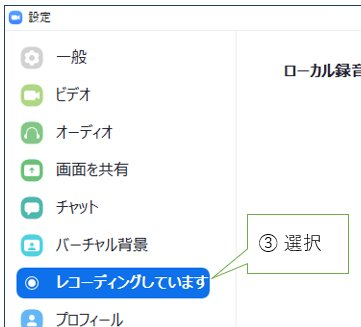 設定
一般
ローカル録音
ビデオ
オーディオ
画面を共有
チャット
バーチャル背景
③ 選択
レコーディングしています
プロフィール